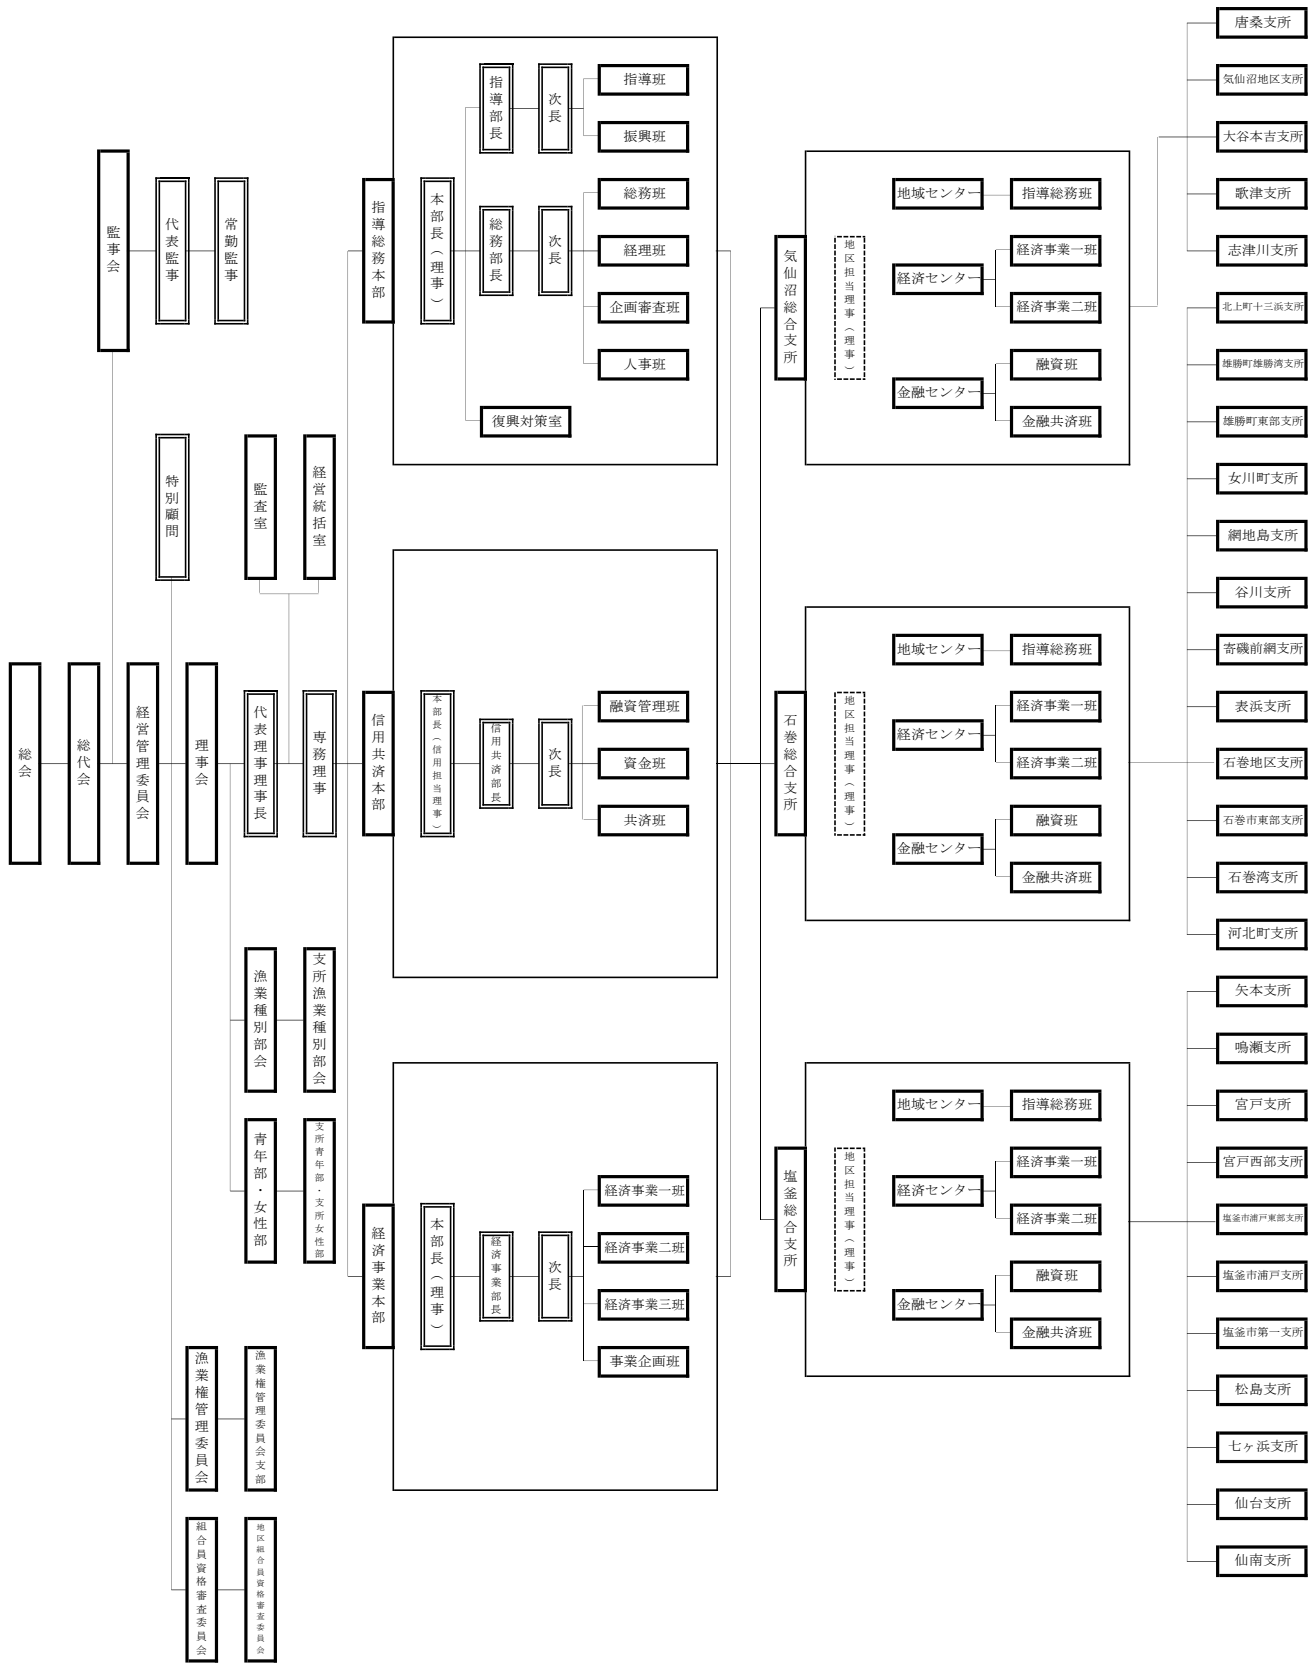 総会
総代会
監事会
代表監事
常勤監事
経営管理委員会
特別顧問
理事会
監査室
経営統括室
代表理事理事長
専務理事
漁業種別部会
支所漁業種別部会
青年部・女性部
支所青年部・支所女性部
漁業権管理委員会
漁業権管理委員会支部
組合員資格審査委員会
地区組合員資格審査委員会
指導総務本部
本部長（理事）
指導部長
次長
指導班
振興班
総務部長
次長
総務班
経理班
企画審査班
人事班
復興対策室
信用共済本部
本部長（信用担当理事）
信用共済部長
次長
融資管理班
資金班
共済班
経済事業本部
本部長（理事）
経済事業部長
次長
経済事業一班
経済事業二班
経済事業三班
事業企画班
気仙沼総合支所
地区担当理事（理事）
地域センター
指導総務班
経済センター
経済事業一班
経済事業二班
金融センター
融資班
金融共済班
石巻総合支所
地区担当理事（理事）
地域センター
指導総務班
経済センター
経済事業一班
経済事業二班
金融センター
融資班
金融共済班
塩釜総合支所
地区担当理事（理事）
地域センター
指導総務班
経済センター
経済事業一班
経済事業二班
金融センター
融資班
金融共済班
唐桑支所
気仙沼地区支所
大谷本吉支所
歌津支所
志津川支所
北上町十三浜支所
雄勝町雄勝湾支所
雄勝町東部支所
女川町支所
網地島支所
谷川支所
寄磯前網支所
表浜支所
石巻地区支所
石巻市東部支所
石巻湾支所
河北町支所
矢本支所
鳴瀬支所
宮戸支所
宮戸西部支所
塩釜市浦戸東部支所
塩釜市浦戸支所
塩釜市第一支所
松島支所
七ヶ浜支所
仙台支所
仙南支所